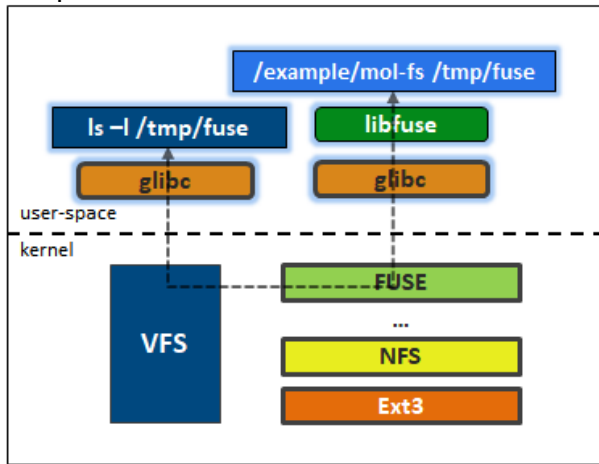 /example/mol-fs /tmp/fuse
ls –l /tmp/fuse
libfuse
glibc
glibc
user-space
kernel
FUSE
VFS
...
NFS
Ext3